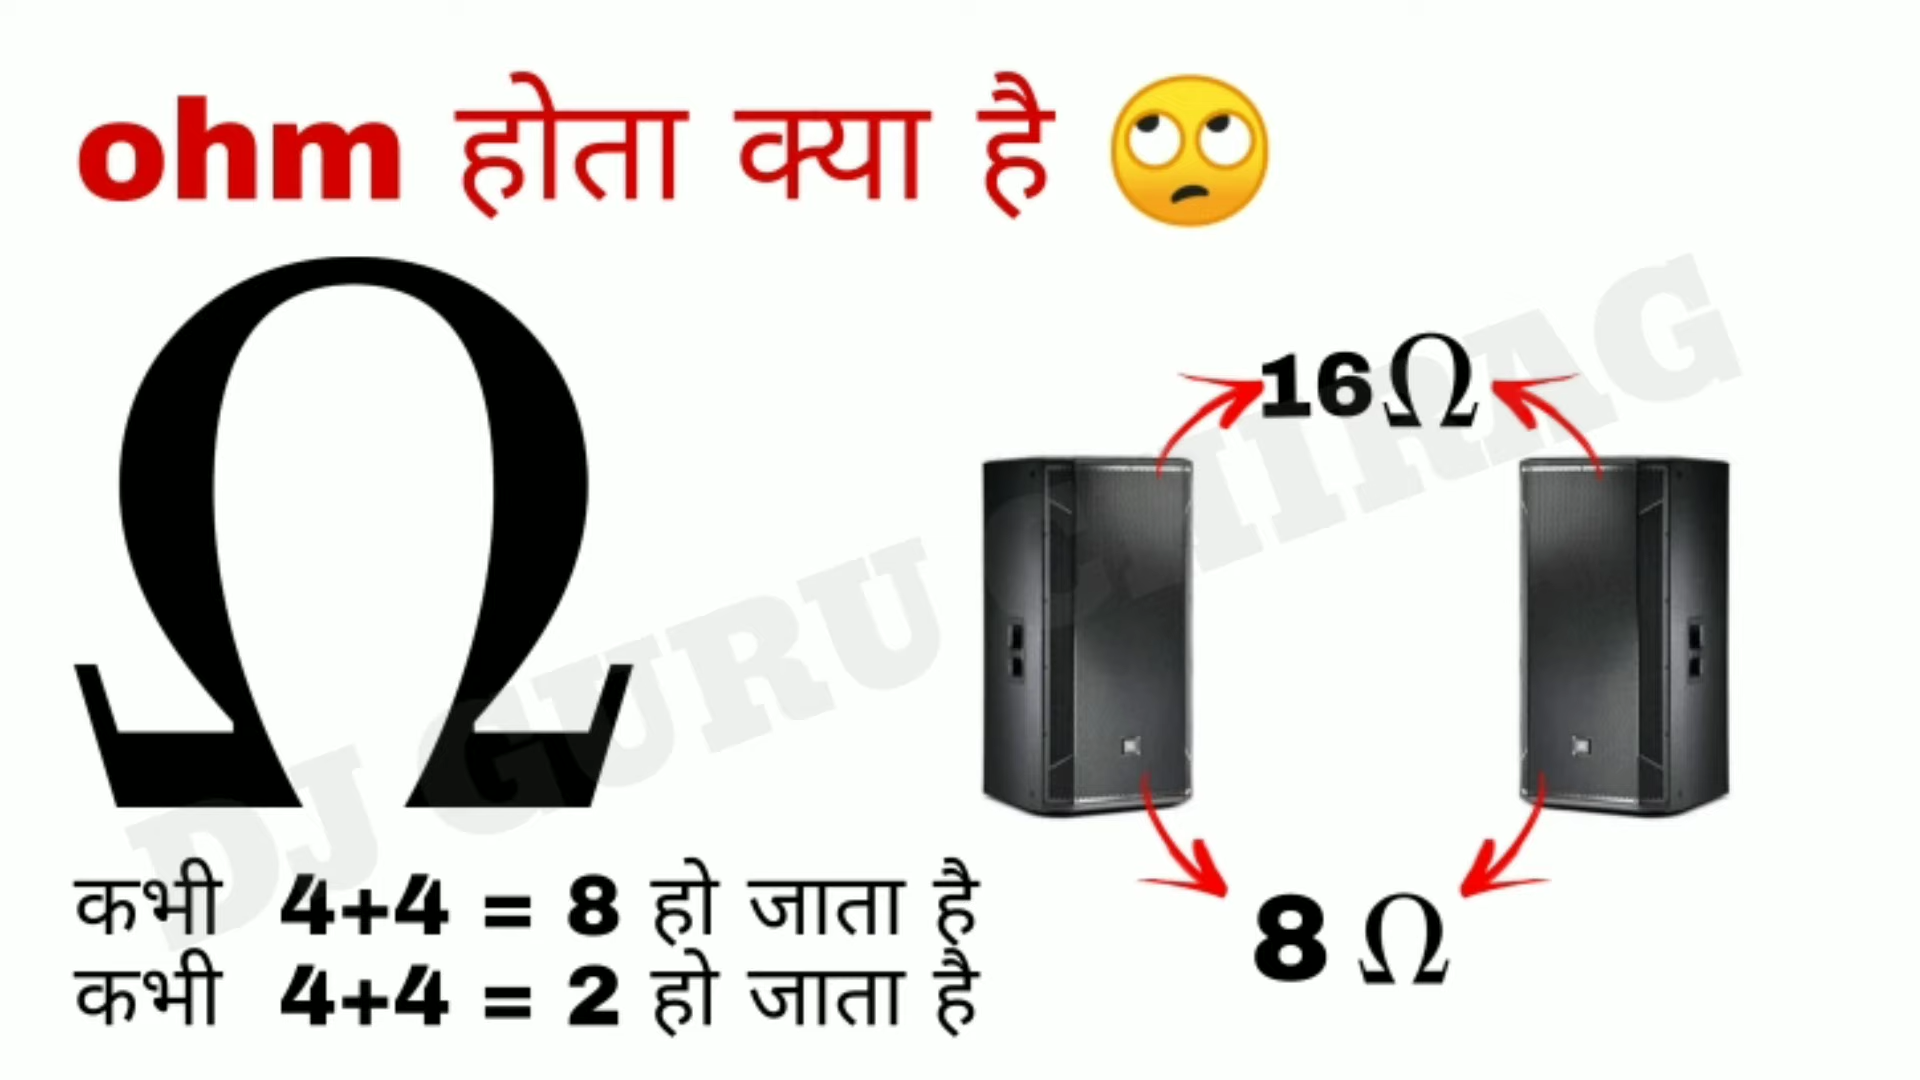 ohm होता क्या है
Ω
16Ω
8 Ω
कभी 4+4 = 8 हो जाता है
कभी 4+4 = 2 हो जाता है
DJ GURU CHIRAG